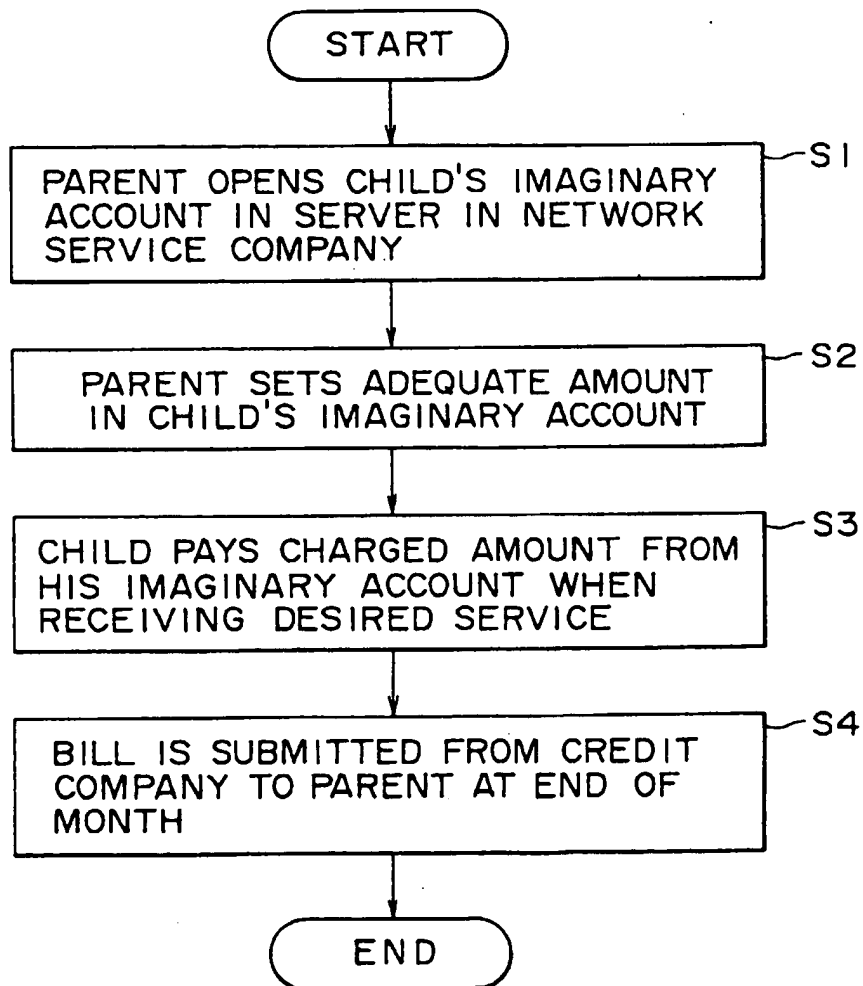 START
S1
PARENT OPENS CHILD'S IMAGINARY
ACCOUNT IN SERVER IN NETWORK
SERVICE COMPANY
S2
PARENT SETS ADEQUATE AMOUNT
IN CHILD'S IMAGINARY ACCOUNT
S3
CHILD PAYS CHARGED AMOUNT FROM
HIS IMAGINARY ACCOUNT WHEN
RECEIVING DESIRED SERVICE
S4
BILL IS SUBMITTED FROM CREDIT
COMPANY TO PARENT AT END OF
MONTH
END